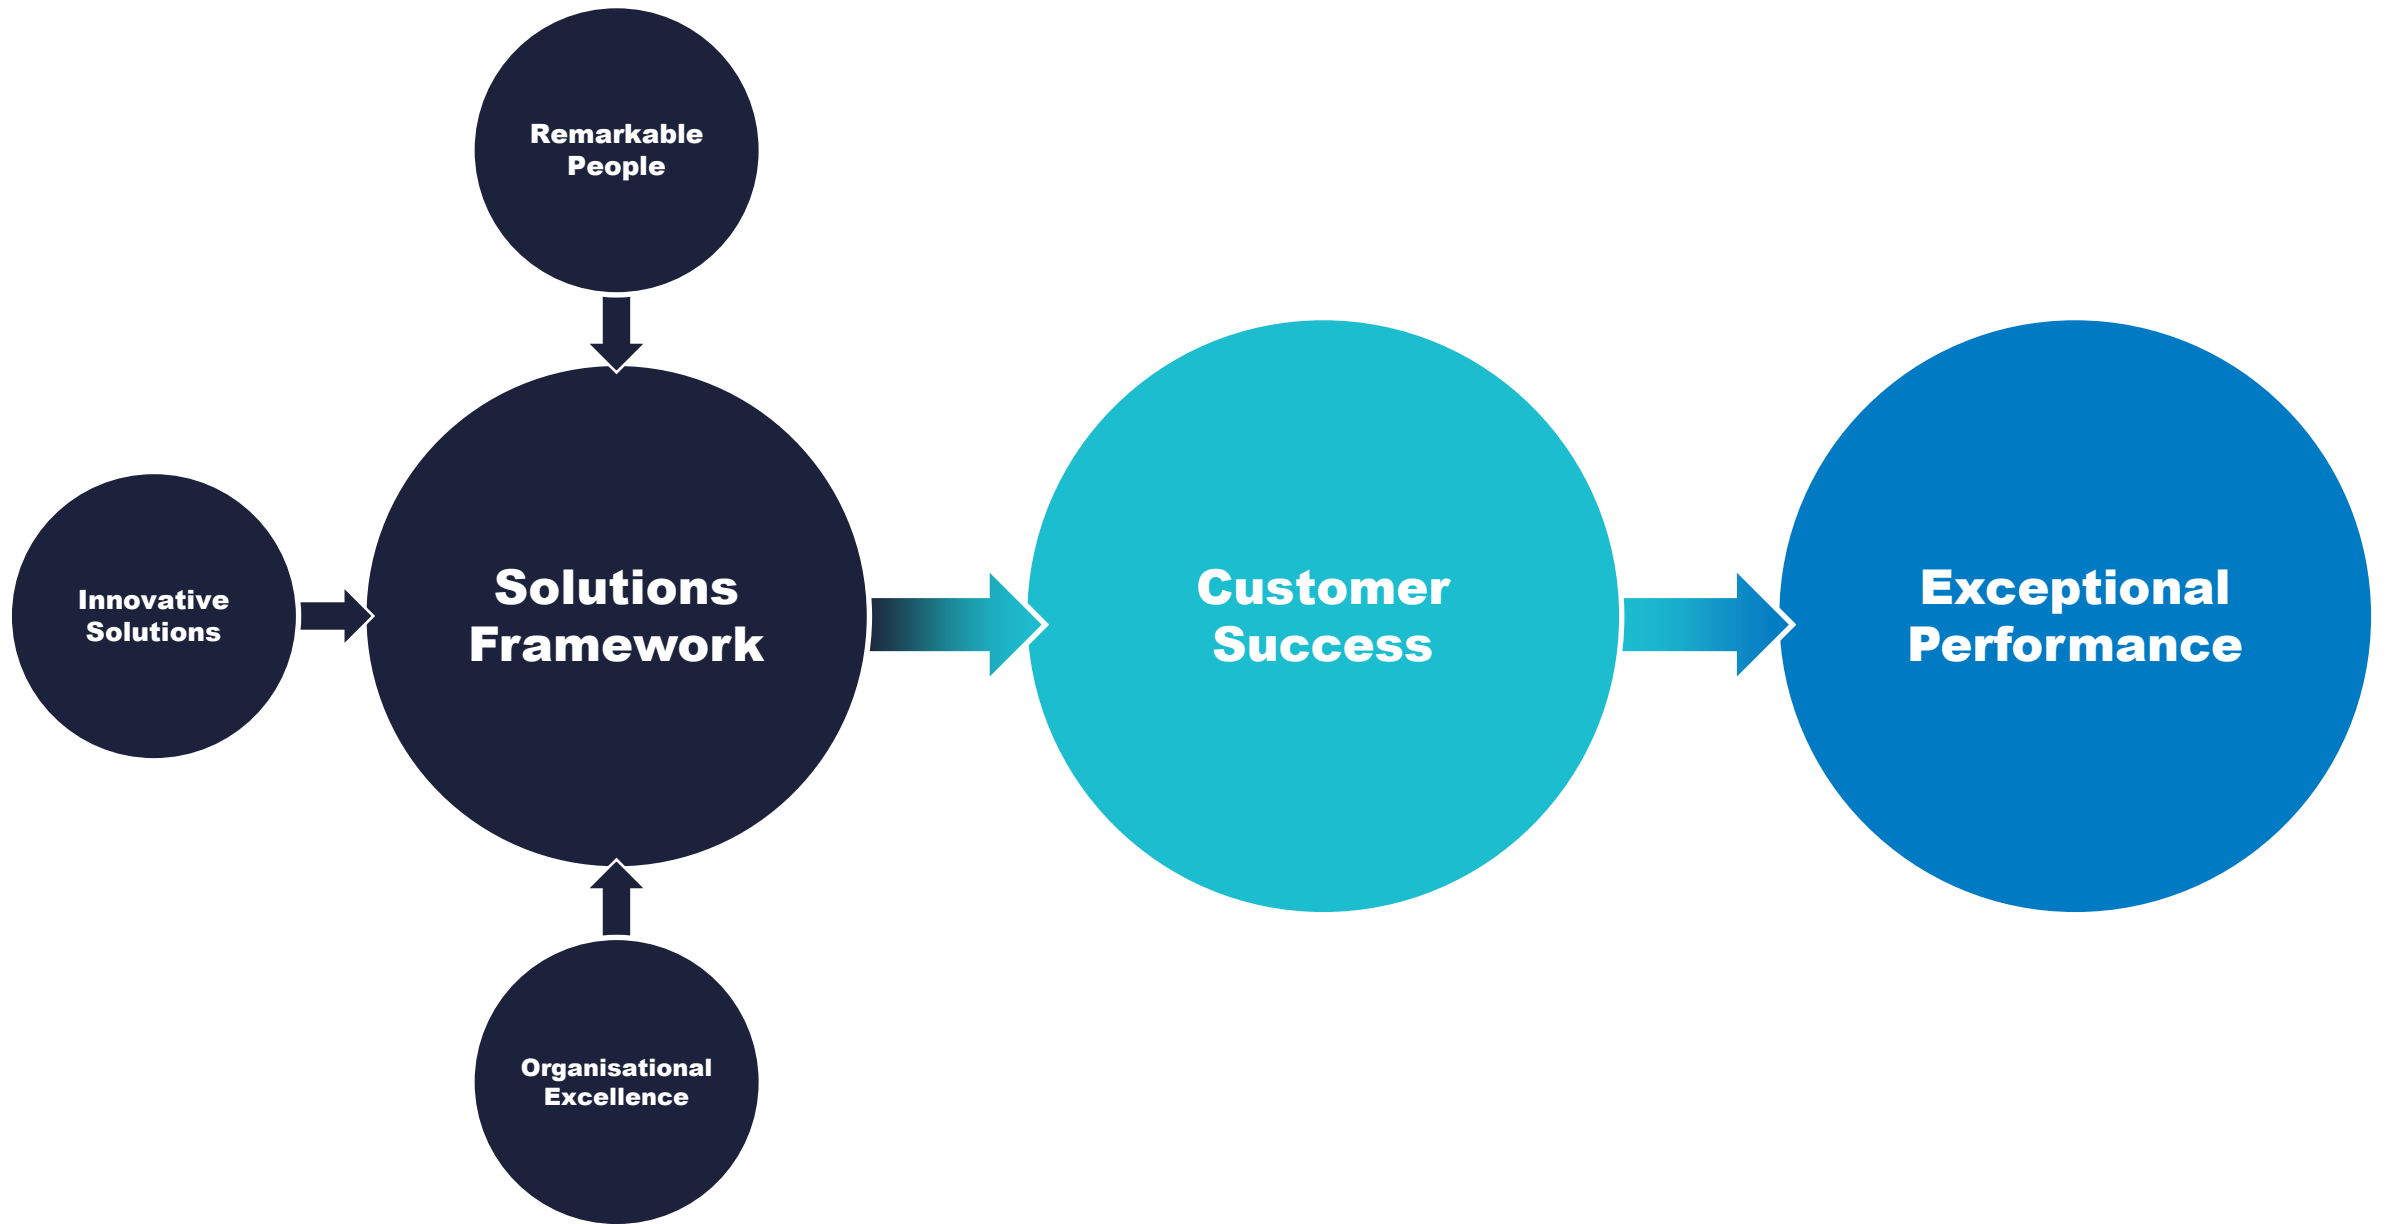 Remarkable
People
Innovative
Solutions
Solutions
Framework
Customer
Success
Exceptional
Performance
Organisational
Excellence